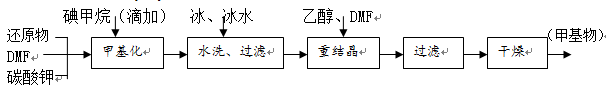 碘甲烷（滴加） 冰、冰水 乙醇、DMF
还原物
DMF
碳酸钾
甲基化 水洗、过滤 重结晶 过滤 干燥 (甲基物)